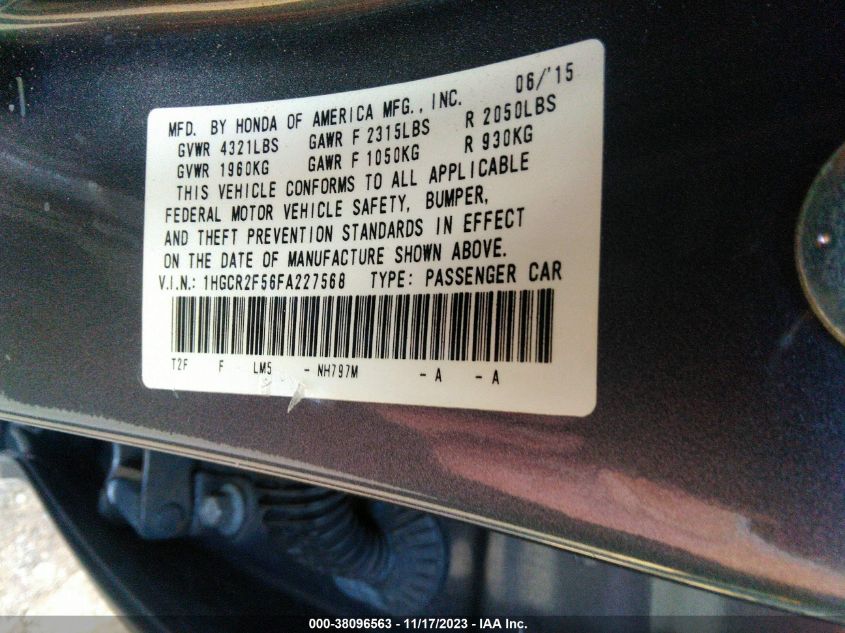 06/'15
MFD. BY HONDA OF AMERICA MFG., INC.
GVWR 4321LBS GAWR F 2315LBS R 2050LBS
GVWR 1960KG GAWR F 1050KG R 930KG
THIS VEHICLE CONFORMS TO ALL APPLICABLE
FEDERAL MOTOR VEHICLE SAFETY, BUMPER,
AND THEFT PREVENTION STANDARDS IN EFFECT
ON THE DATE OF MANUFACTURE SHOWN ABOVE.
V.I.N.: 1HGCR2F56FA227568 TYPE: PASSENGER CAR
T2F F LM5 - NH797M - A - A
000-38096563 - 11/17/2023 - IAA Inc.